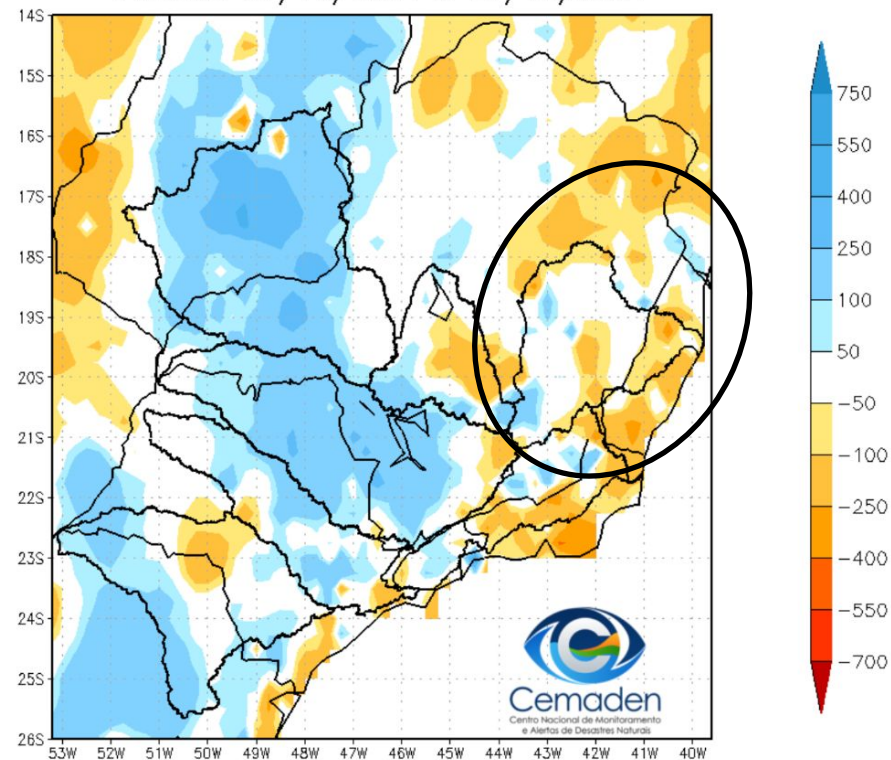 14S
15S
16S
17S
18S
19S
20S
21S
22S
23S
24S
25S
26S
53W 52W 51W 50W 49W 48W 47W 46W 45W 44W 43W 42W 41W 40W
750
550
400
250
100
50
−50
−100
−250
−400
−550
−700
Cemaden
Centro Nacional de Monitoramento
e Alertas de Desastres Naturais